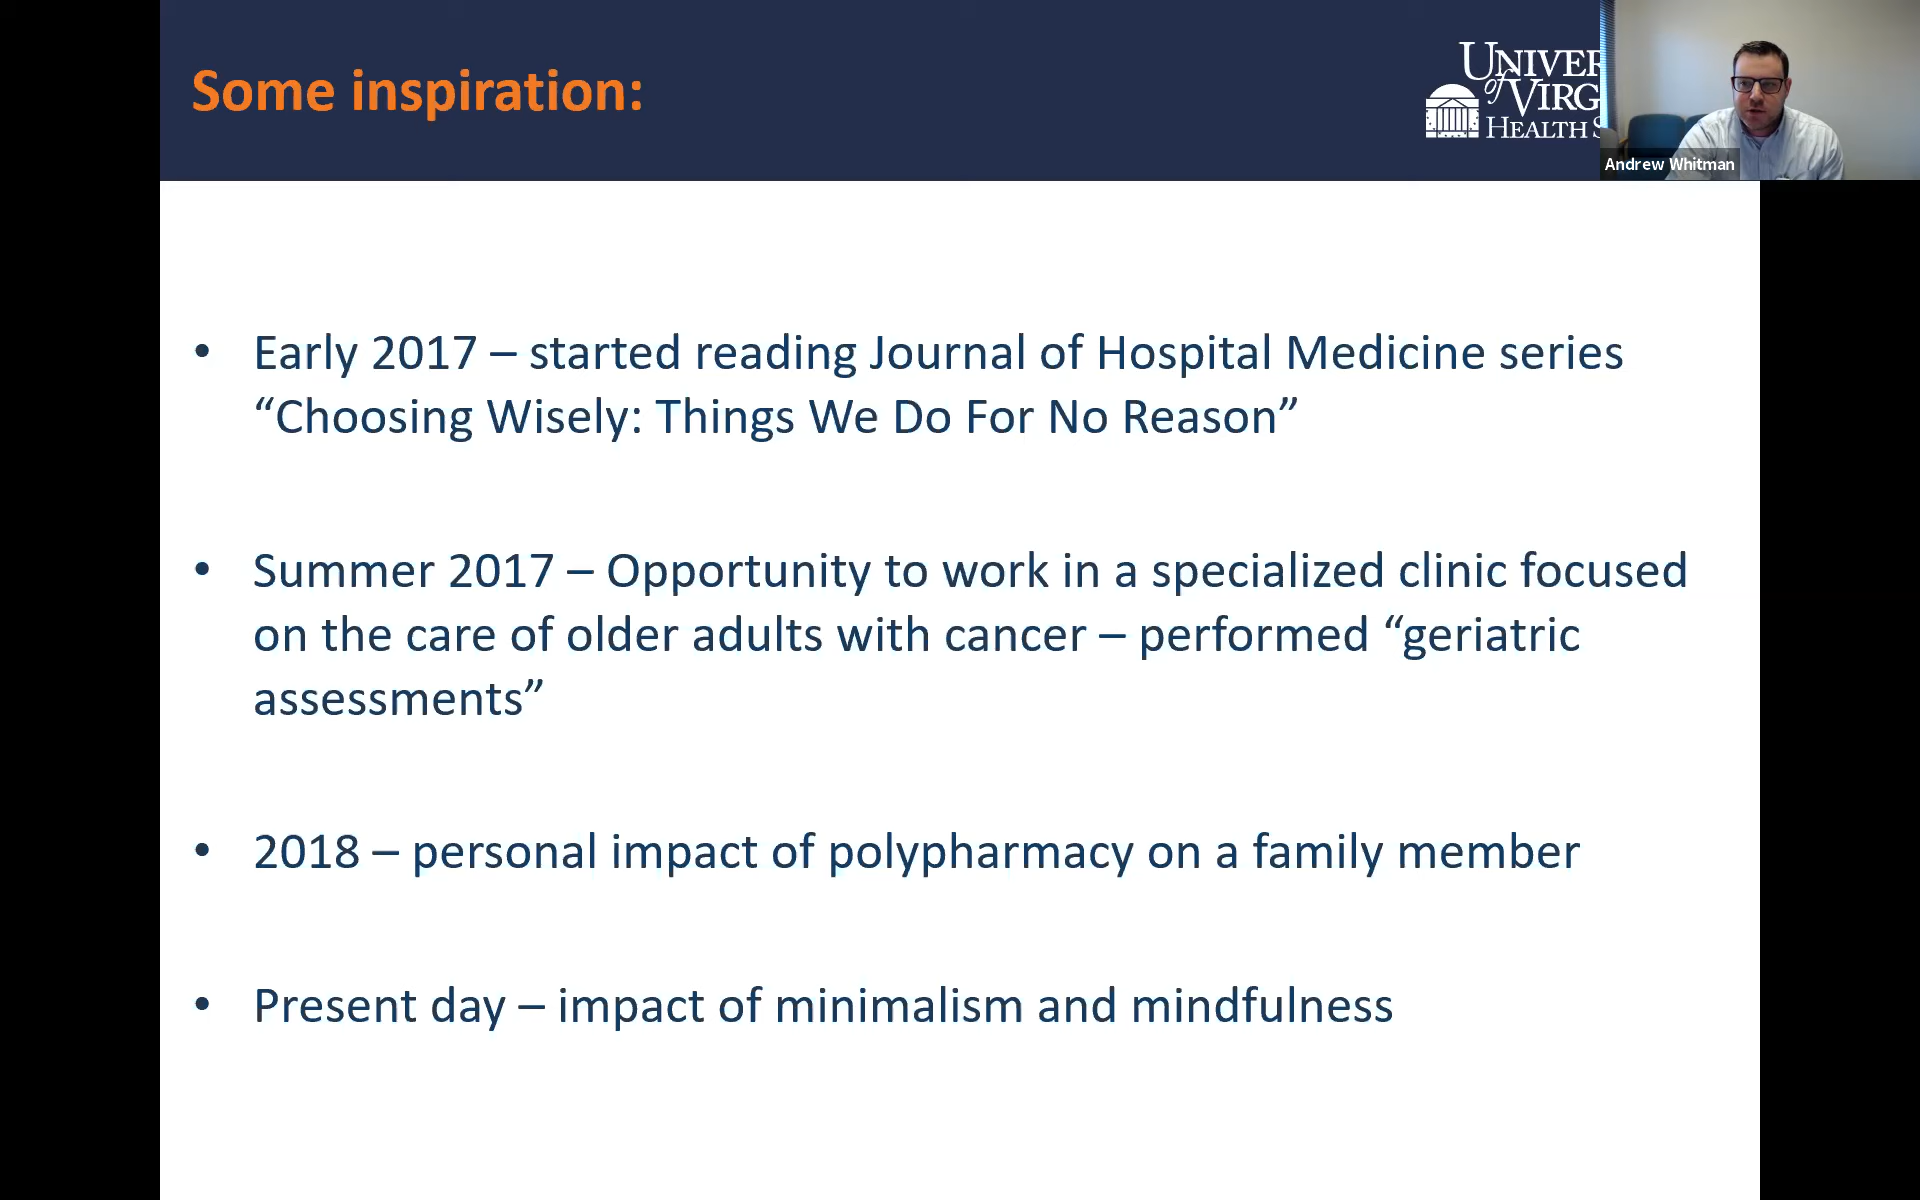 Some inspiration:
UNIVER
of VIRG
HEALTH S
Andrew Whitman
• Early 2017 – started reading Journal of Hospital Medicine series
“Choosing Wisely: Things We Do For No Reason”
• Summer 2017 – Opportunity to work in a specialized clinic focused
on the care of older adults with cancer – performed “geriatric
assessments”
• 2018 – personal impact of polypharmacy on a family member
• Present day – impact of minimalism and mindfulness